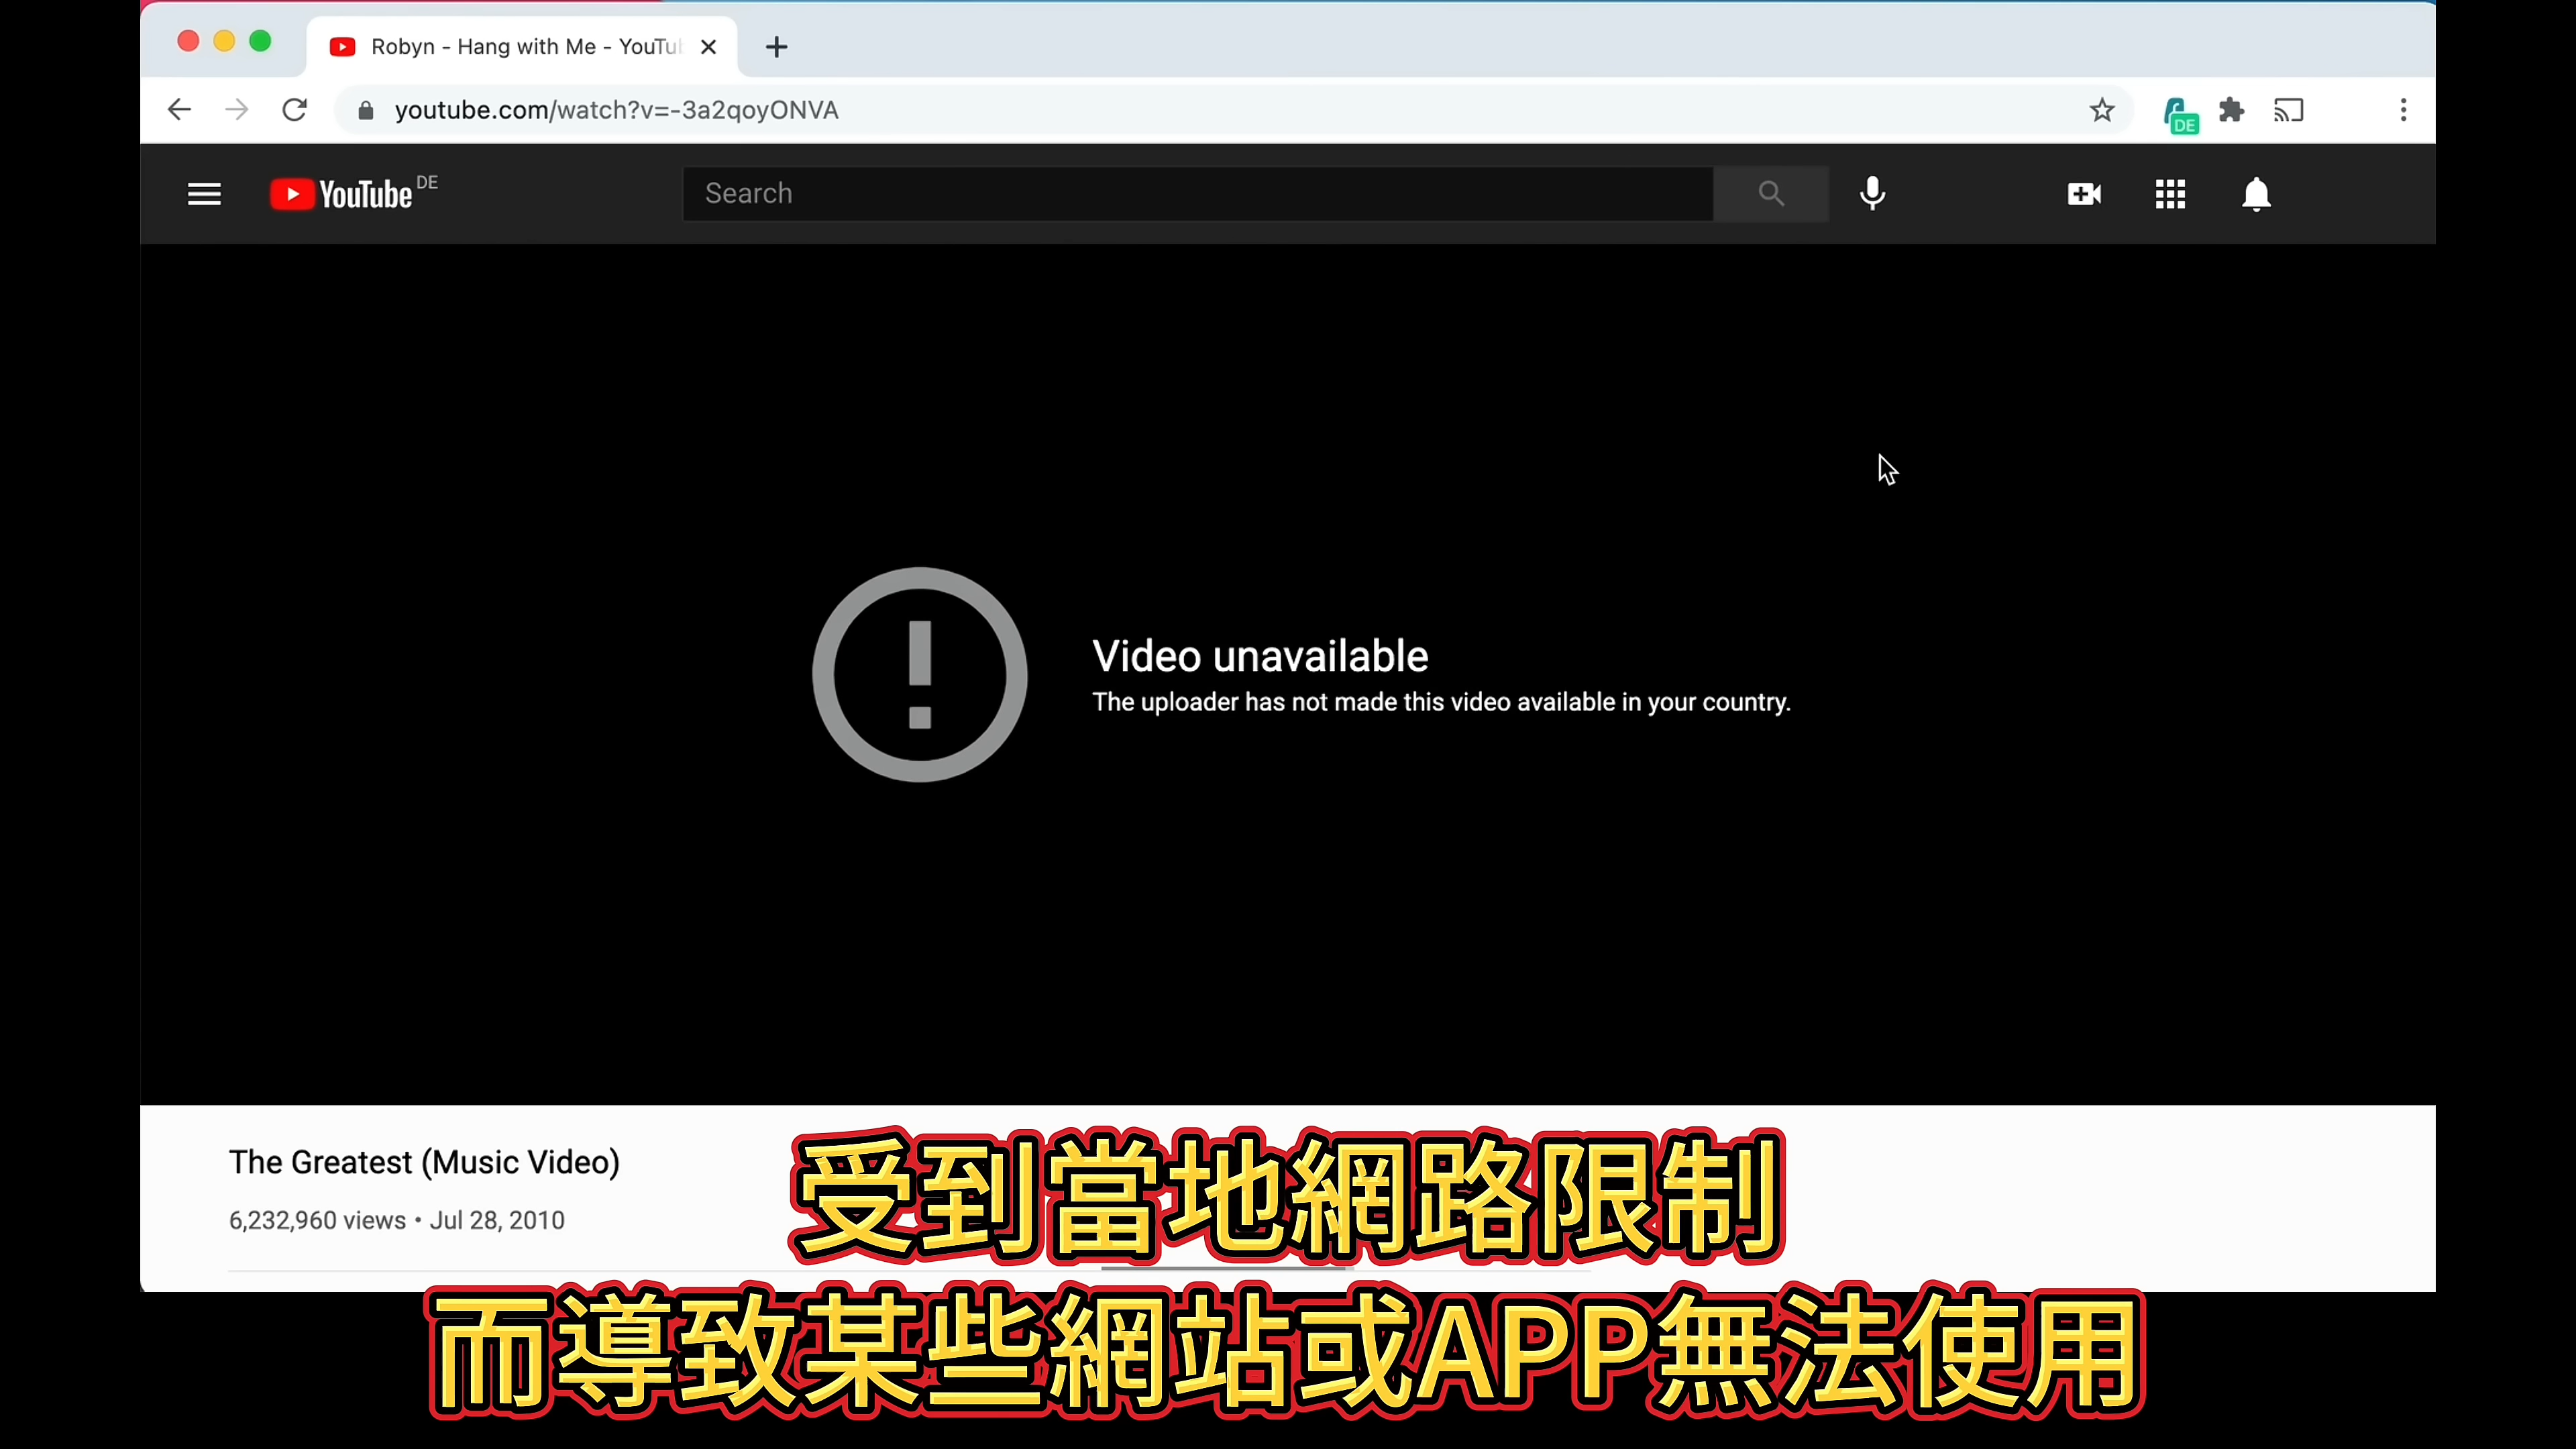 Robyn - Hang with Me - YouTu
youtube.com/watch?v=-3a2qoyONVA
DE
YouTube DE
Search
Video unavailable
The uploader has not made this video available in your country.
The Greatest (Music Video)
6,232,960 views • Jul 28, 2010
受到當地網路限制
而導致某些網站或APP無法使用